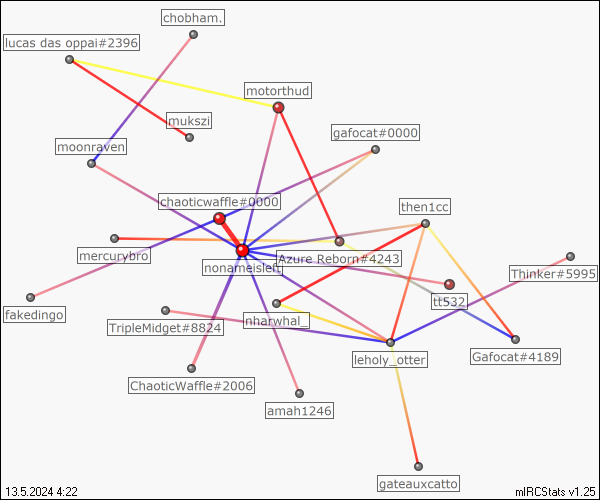 chobham.
lucas das oppai#2396
motorthud
mukszi
gafocat#0000
moonraven
chaoticwaffle#0000
then1cc
mercurybro
Azure Reborn#4243
nonameisleft
Thinker#5995
tt532_
fakedingo
TripleMidget#8824
nharwhal_
leholy_otter
Gafocat#4189
ChaoticWaffle#2006
amah1246
gateauxcatto
13.5.2024 4:22
mIRCStats v1.25